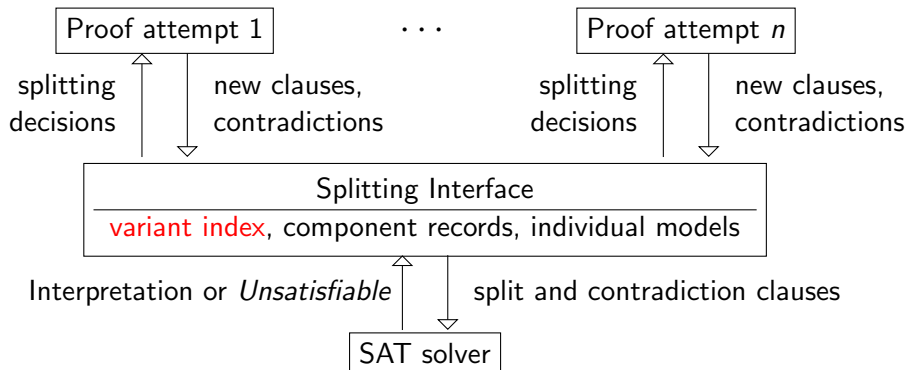 Proof attempt 1 · · · Proof attempt n
splitting new clauses, splitting new clauses,
decisions contradictions decisions contradictions
Splitting Interface
variant index, component records, individual models
Interpretation or Unsatisfiable split and contradiction clauses
SAT solver